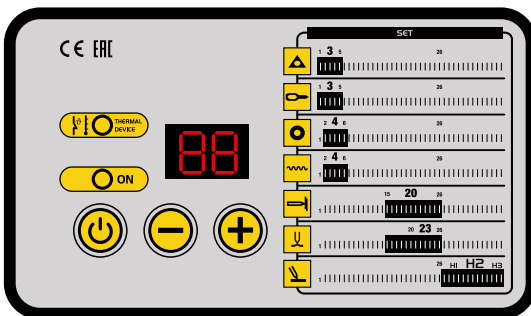 SET
CE EAC
1 3 5 26
1 3 5 26
THERMAL
DEVICE
88
2 4 6 26
1
2 4 6 26
1
ON
15 20 26
1
20 23 26
1
26 H1 H2 H3
1